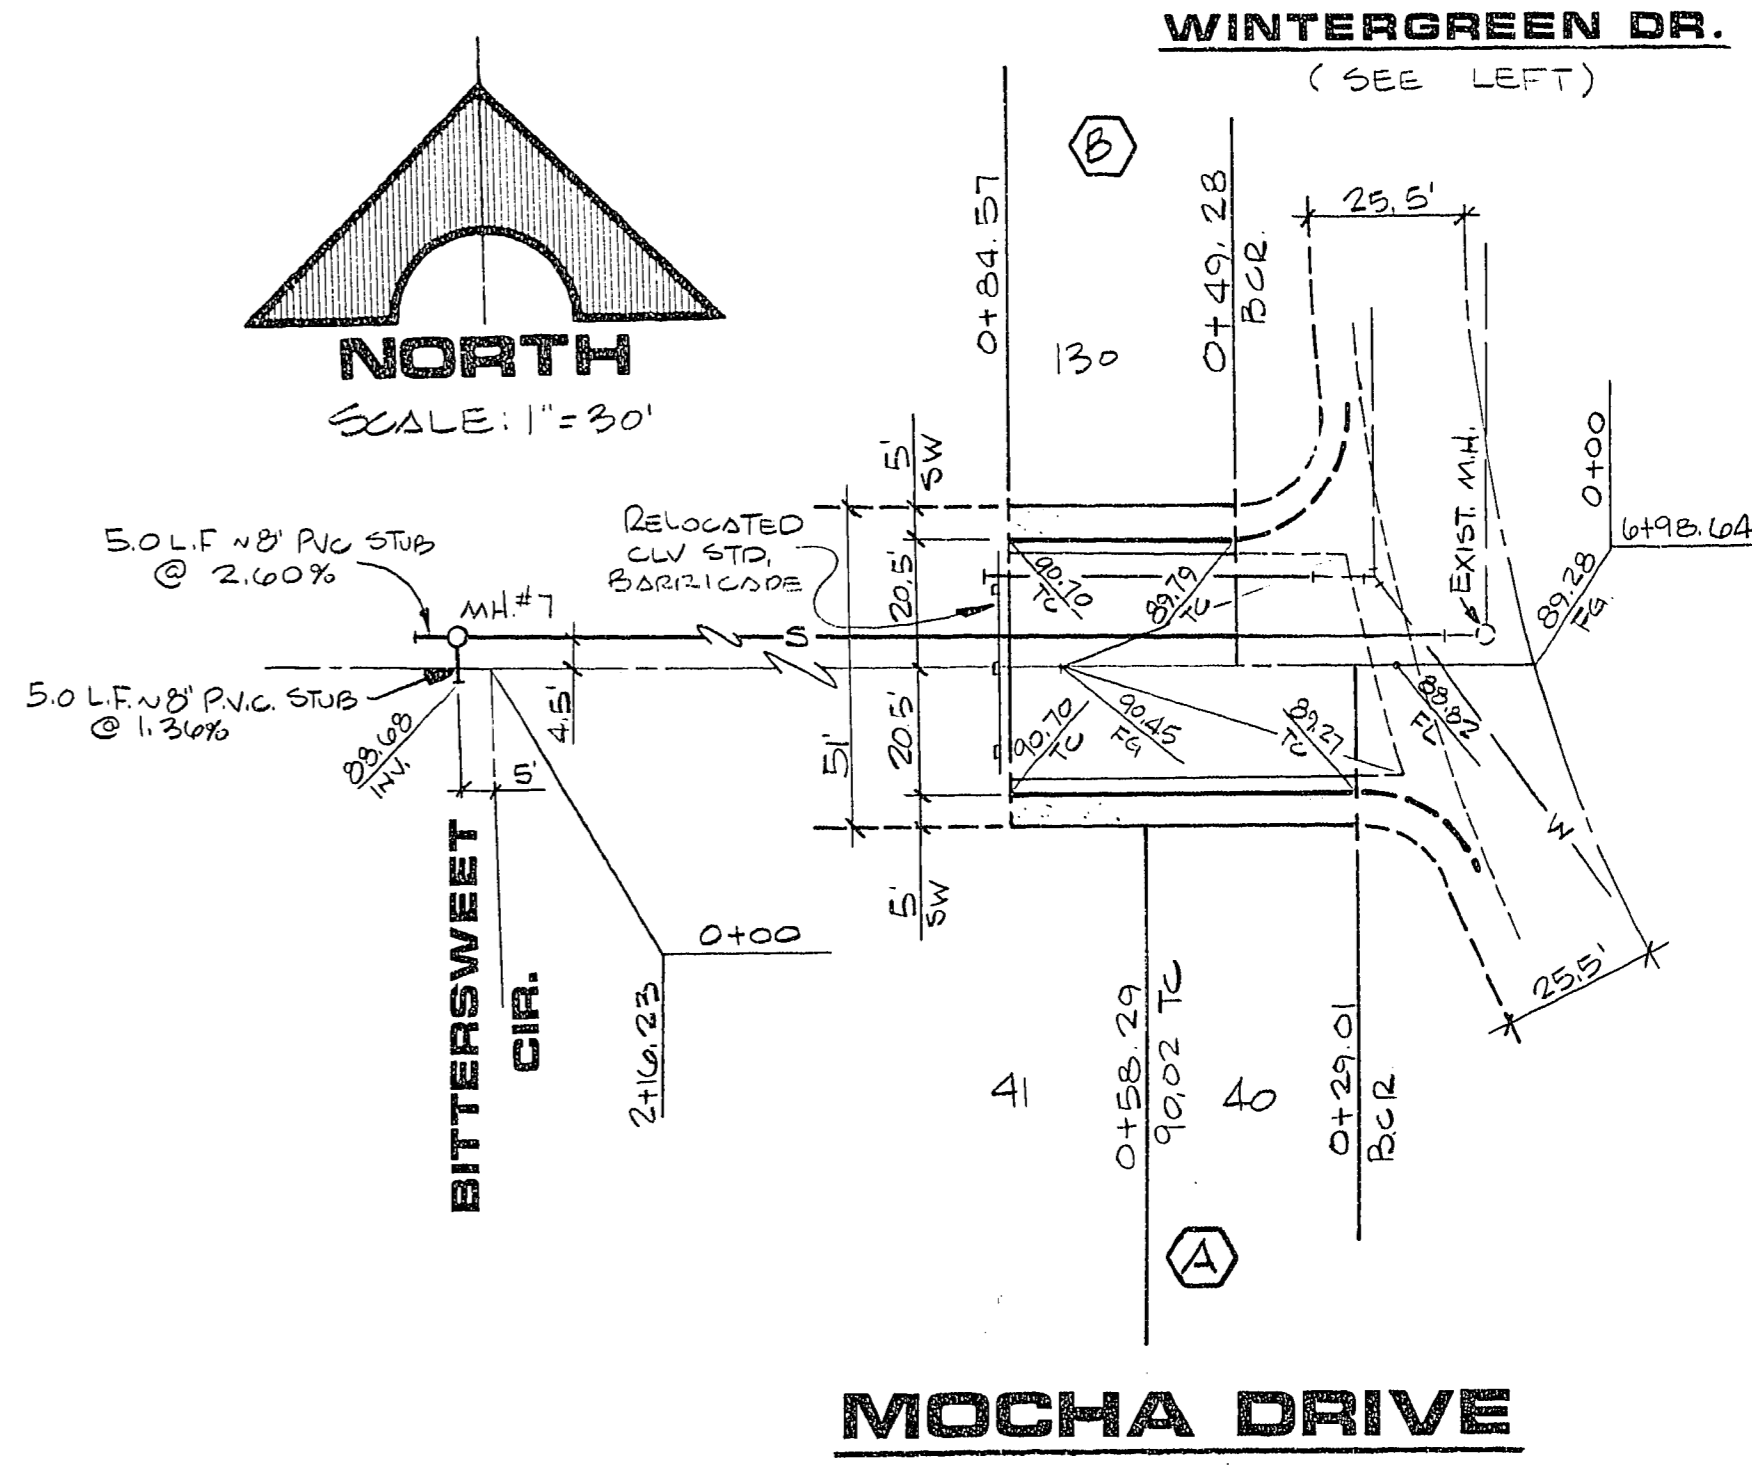 WINTERGREEN DR.
(SEE LEFT)
NORTH
SCALE: 1"=30'
B
0+84.57
130
0+49.28
B.C.R.
25.5'
5'
SW
EXIST. M.H.
0+00
6+98.64
89.28
FG.
RELOCATED
CLV STD.
BARRICADE
5.0 L.F ~ 8" PVC STUB
@ 2.60%
MH.#7
S
20.5'
90.70
TC
89.79
TC
5.0 L.F. ~ 8" P.V.C. STUB
@ 1.36%
88.68
INV.
5'
4.5'
51'
20.5'
90.70
TC
90.45
FG
89.27
TC
88.82
FL
W
5'
SW
25.5'
BITTERSWEET
CIR.
0+00
2+16.23
41
0+58.29
90.02 TC
40
0+29.01
B.C.R
A
MOCHA DRIVE